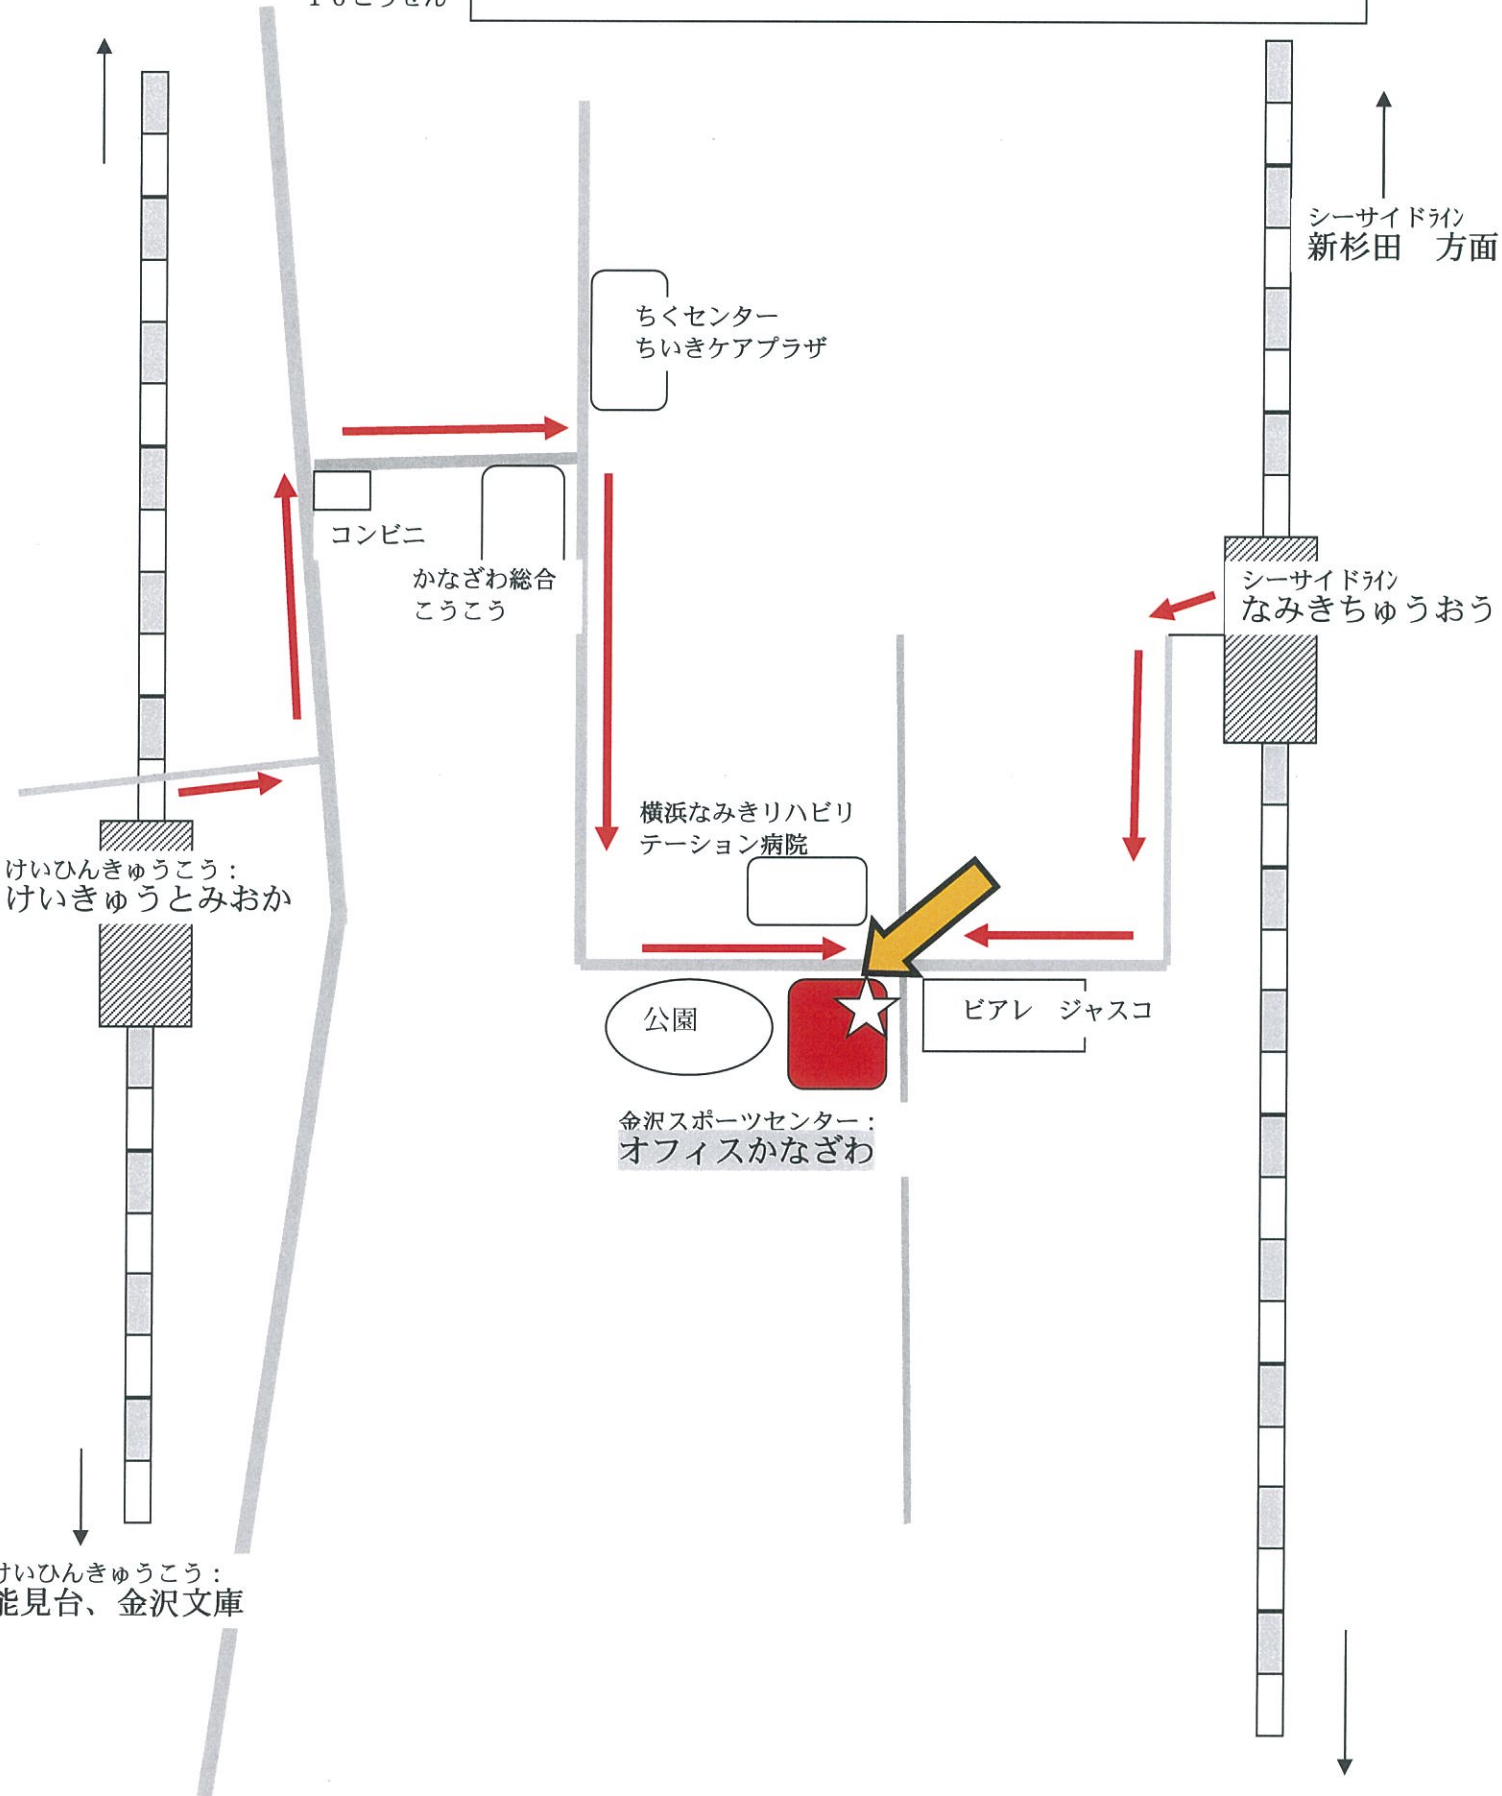 シーサイドライン
新杉田　方面
ちくセンター
ちいきケアプラザ
コンビニ
かなざわ総合
こうこう
シーサイドライン
なみきちゅうおう
横浜なみきリハビリ
テーション病院
けいひんきゅうこう：
けいきゅうとみおか
公園
ビアレ　ジャスコ
金沢スポーツセンター：
オフィスかなざわ
けいひんきゅうこう：
能見台、金沢文庫